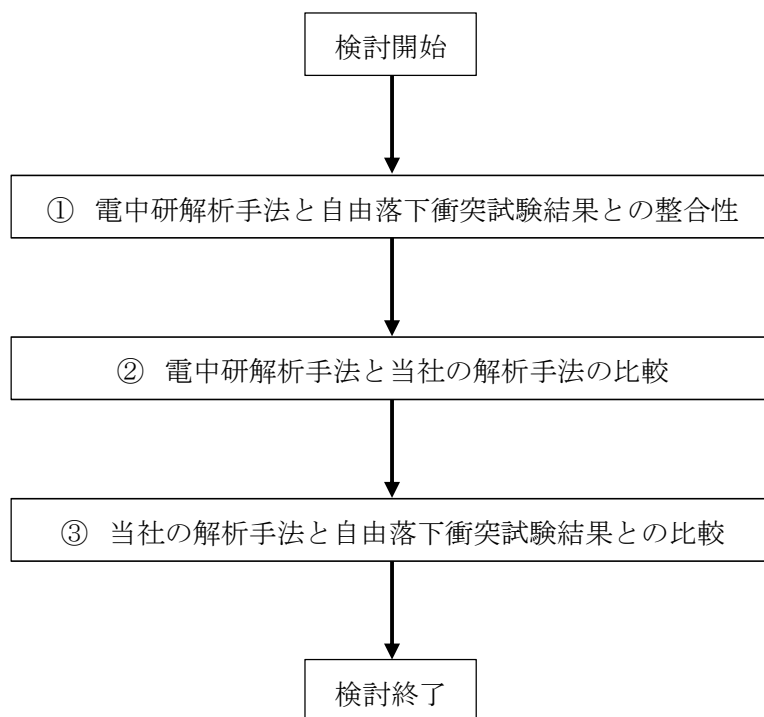 検討開始
① 電中研解析手法と自由落下衝突試験結果との整合性
② 電中研解析手法と当社の解析手法の比較
③ 当社の解析手法と自由落下衝突試験結果との比較
検討終了